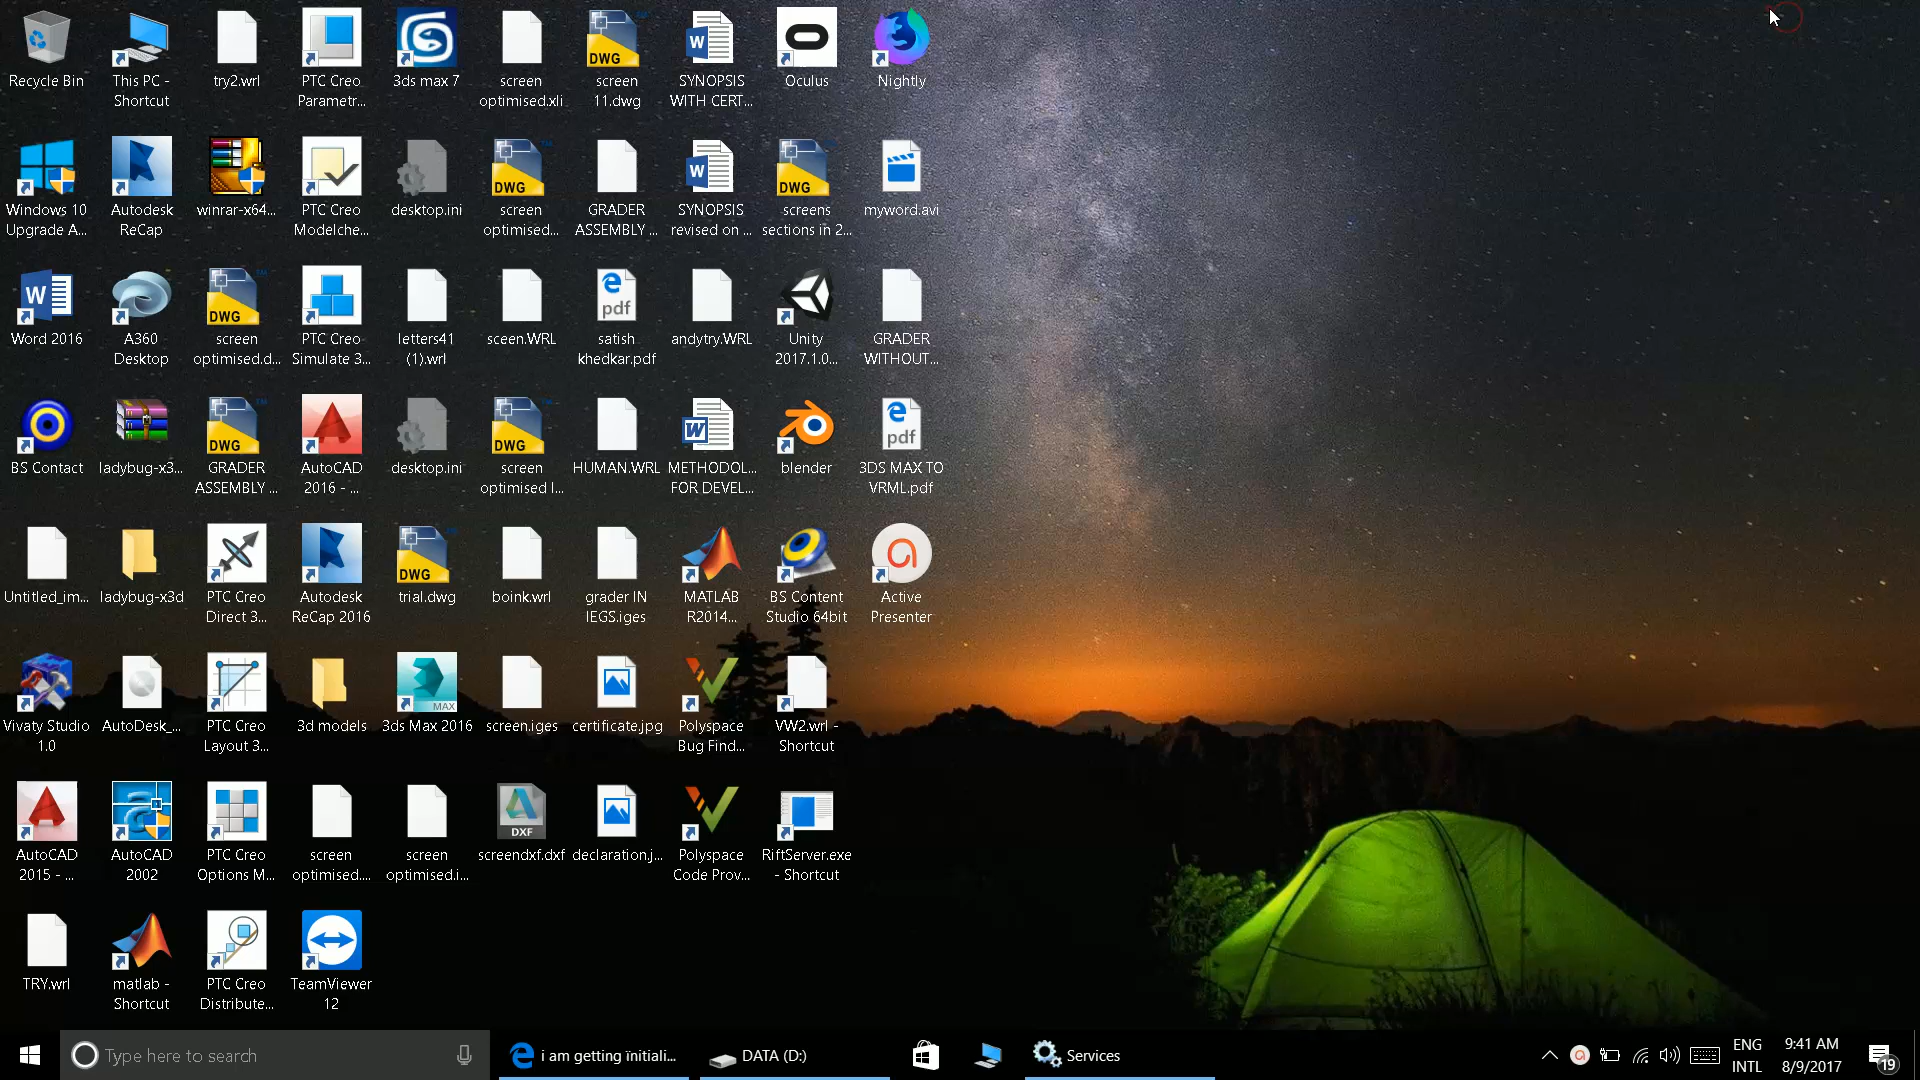 Recycle Bin
This PC -
Shortcut
try2.wrl
PTC Creo
Parametr...
3ds max 7
screen
optimised.xli
DWG
screen
11.dwg
SYNOPSIS
WITH CERT...
Oculus
Nightly
Windows 10
Upgrade A...
Autodesk
ReCap
winrar-x64...
PTC Creo
Modelche...
desktop.ini
DWG
screen
optimised...
GRADER
ASSEMBLY ...
SYNOPSIS
revised on ...
DWG
screens
sections in 2...
myword.avi
Word 2016
A360
Desktop
DWG
screen
optimised.d...
PTC Creo
Simulate 3...
letters41
(1).wrl
sceen.WRL
pdf
satish
khedkar.pdf
andytry.WRL
Unity
2017.1.0...
GRADER
WITHOUT...
BS Contact
ladybug-x3...
DWG
GRADER
ASSEMBLY ...
AutoCAD
2016 - ...
desktop.ini
DWG
screen
optimised I...
HUMAN.WRL
METHODOL...
FOR DEVEL...
blender
pdf
3DS MAX TO
VRML.pdf
Untitled_im...
ladybug-x3d
PTC Creo
Direct 3...
Autodesk
ReCap 2016
DWG
trial.dwg
boink.wrl
grader IN
IEGS.iges
MATLAB
R2014...
BS Content
Studio 64bit
Active
Presenter
Vivaty Studio
1.0
AutoDesk_...
PTC Creo
Layout 3...
3d models
MAX
3ds Max 2016
screen.iges
certificate.jpg
Polyspace
Bug Find...
VW2.wrl -
Shortcut
AutoCAD
2015 - ...
AutoCAD
2002
PTC Creo
Options M...
screen
optimised....
screen
optimised.i...
DXF
screendxf.dxf
declaration.j...
Polyspace
Code Prov...
RiftServer.exe
- Shortcut
TRY.wrl
matlab -
Shortcut
PTC Creo
Distribute...
TeamViewer
12
Type here to search
i am getting initiali...
DATA (D:)
Services
ENG
INTL
9:41 AM
8/9/2017
19